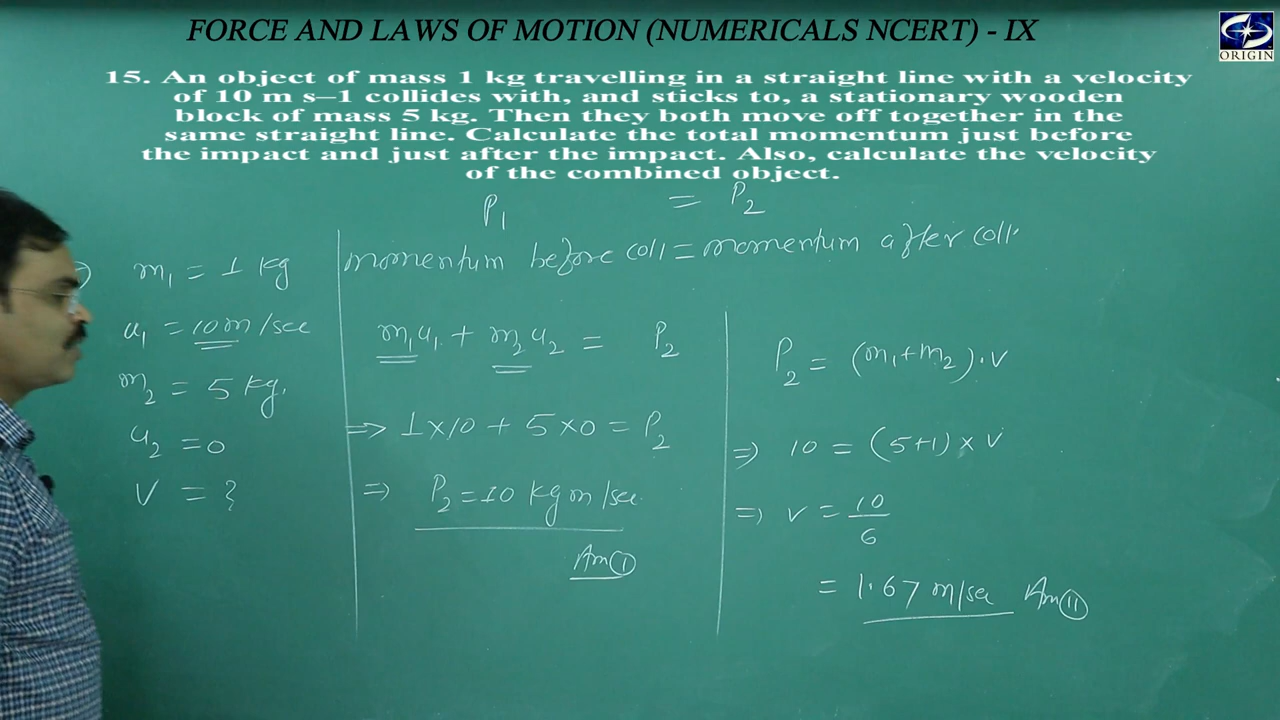 FORCE AND LAWS OF MOTION (NUMERICALS NCERT) - IX
ORIGIN
15. An object of mass 1 kg travelling in a straight line with a velocity
of 10 m s–1 collides with, and sticks to, a stationary wooden
block of mass 5 kg. Then they both move off together in the
same straight line. Calculate the total momentum just before
the impact and just after the impact. Also, calculate the velocity
of the combined object.
P₁ = P₂
momentum before coll = momentum after coll.
m₁ = 1 kg
u₁ = 10m/sec
m₂ = 5 kg.
u₂ = 0
V = ?
m₁u₁ + m₂u₂ = P₂
=> 1×10 + 5×0 = P₂
=> P₂ = 10 kgm/sec.
Ans (I)
P₂ = (m₁+m₂).v
=> 10 = (5+1) × v
=> v = 10/6
= 1.67 m/sec Ans (II)